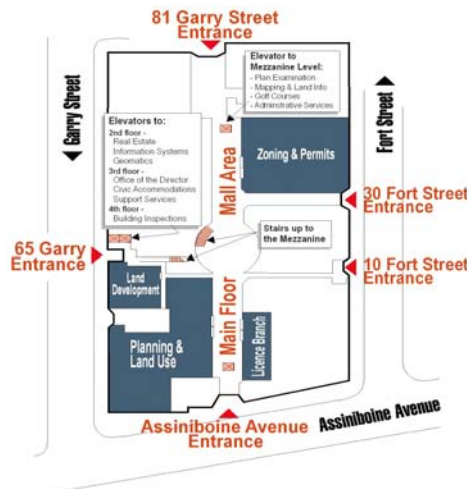 81 Garry Street
Entrance
Elevator to
Mezzanine Level:
- Plan Examination
- Mapping & Land Info
- Golf Courses
- Adminstrative Services
Garry Street
Fort Street
Elevators to:
2nd floor -
Real Estate
Information Systems
Geomatics
3rd floor -
Office of the Director
Civic Accommodations
Support Services
4th floor -
Building Inspections
Mall Area
Zoning & Permits
30 Fort Street
Entrance
Stairs up to
the Mezzanine
65 Garry
Entrance
10 Fort Street
Entrance
Land
Development
Main Floor
Planning &
Land Use
Licence Branch
Assiniboine Avenue
Assiniboine Avenue
Entrance